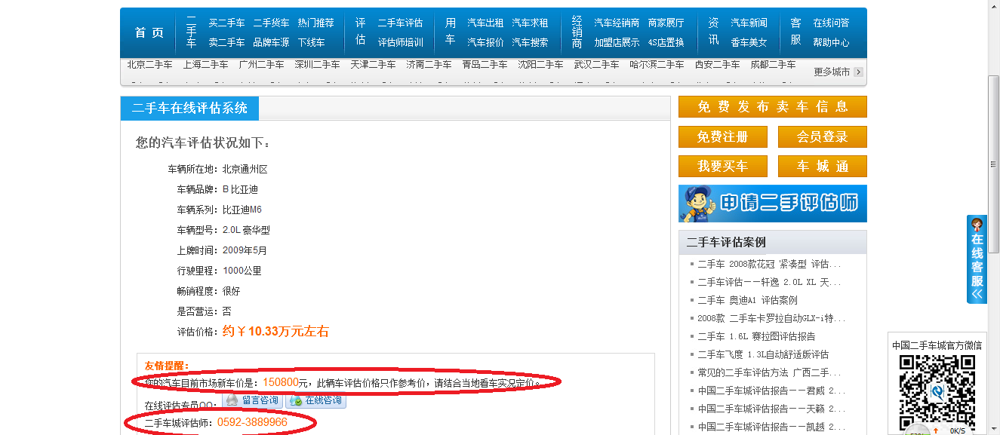 首 页
二手车
买二手车 二手货车 热门推荐
卖二手车 品牌车源 下线车
评估
二手车评估
评估师培训
用车
汽车出租 汽车求租
汽车报价 汽车搜索
经销商
汽车经销商 商家展厅
加盟店展示 4S店置换
资讯
汽车新闻
香车美女
客服
在线问答
帮助中心
北京二手车 上海二手车 广州二手车 深圳二手车 天津二手车 济南二手车 青岛二手车 沈阳二手车 武汉二手车 哈尔滨二手车 西安二手车 成都二手车
更多城市
二手车在线评估系统
您的汽车评估状况如下：
车辆所在地：北京通州区
车辆品牌：B 比亚迪
车辆系列：比亚迪M6
车辆型号：2.0L 豪华型
上牌时间：2009年5月
行驶里程：1000公里
畅销程度：很好
是否营运：否
评估价格：约￥10.33万元左右
友情提醒：
您的汽车目前市场新车价是：150800元，此辆车评估价格只作参考价，请结合当地看车实况定价。
在线评估专员QQ： 留言咨询 在线咨询
二手车城评估师：0592-3889966
免 费 发 布 卖 车 信 息
免费注册 会员登录
我要买车 车 城 通
申请二手评估师
二手车评估案例
二手车 2008款花冠 紧凑型 评估...
二手车评估——轩逸 2.0L XL 天...
二手车 奥迪A1 评估案例
2008款 二手车卡罗拉自动GLX-i特...
二手车 1.6L 赛拉图评估报告
二手车飞度 1.3L自动舒适版评估
常见的二手车评估方法 广西二手...
中国二手车城评估报告——君威 2...
中国二手车城评估报告——天籁 2...
中国二手车城评估报告——凯越 2...
在线客服
中国二手车城官方微信
0K/S